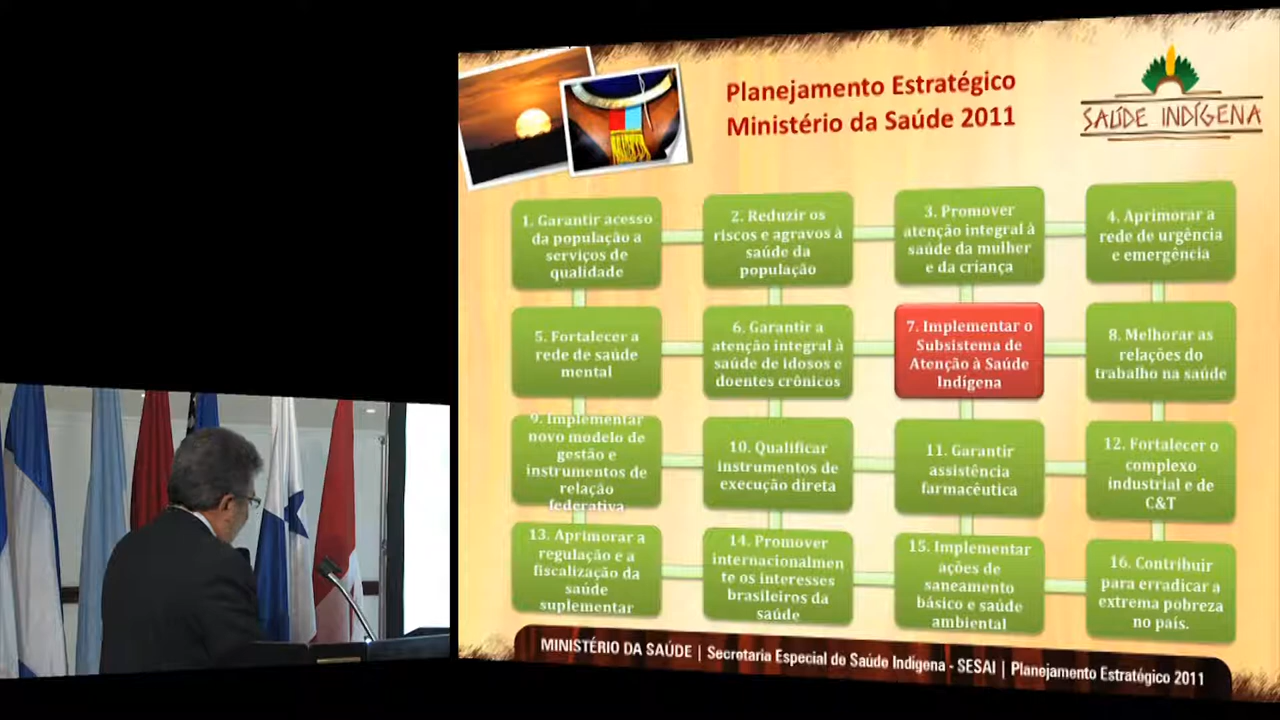 Planejamento Estratégico
Ministério da Saúde 2011
SAÚDE INDÍGENA
1. Garantir acesso
da população a
serviços de
qualidade
2. Reduzir os
riscos e agravos à
saúde da
população
3. Promover
atenção integral à
saúde da mulher
e da criança
4. Aprimorar a
rede de urgência
e emergência
5. Fortalecer a
rede de saúde
mental
6. Garantir a
atenção integral à
saúde de idosos e
doentes crônicos
7. Implementar o
Subsistema de
Atenção à Saúde
Indígena
8. Melhorar as
relações do
trabalho na saúde
9. Implementar
novo modelo de
gestão e
instrumentos de
relação
federativa
10. Qualificar
instrumentos de
execução direta
11. Garantir
assistência
farmacêutica
12. Fortalecer o
complexo
industrial e de
C&T
13. Aprimorar a
regulação e a
fiscalização da
saúde
suplementar
14. Promover
internacionalmen
te os interesses
brasileiros da
saúde
15. Implementar
ações de
saneamento
básico e saúde
ambiental
16. Contribuir
para erradicar a
extrema pobreza
no país.
MINISTÉRIO DA SAÚDE | Secretaria Especial de Saúde Indígena - SESAI | Planejamento Estratégico 2011